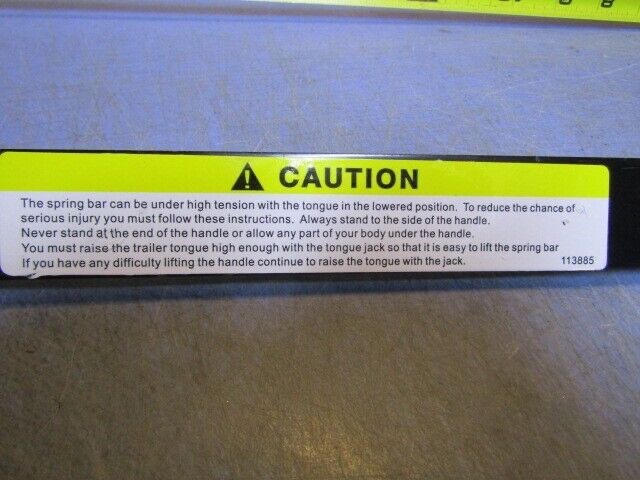 CAUTION
The spring bar can be under high tension with the tongue in the lowered position. To reduce the chance of
serious injury you must follow these instructions. Always stand to the side of the handle.
Never stand at the end of the handle or allow any part of your body under the handle.
You must raise the trailer tongue high enough with the tongue jack so that it is easy to lift the spring bar
If you have any difficulty lifting the handle continue to raise the tongue with the jack.
113885